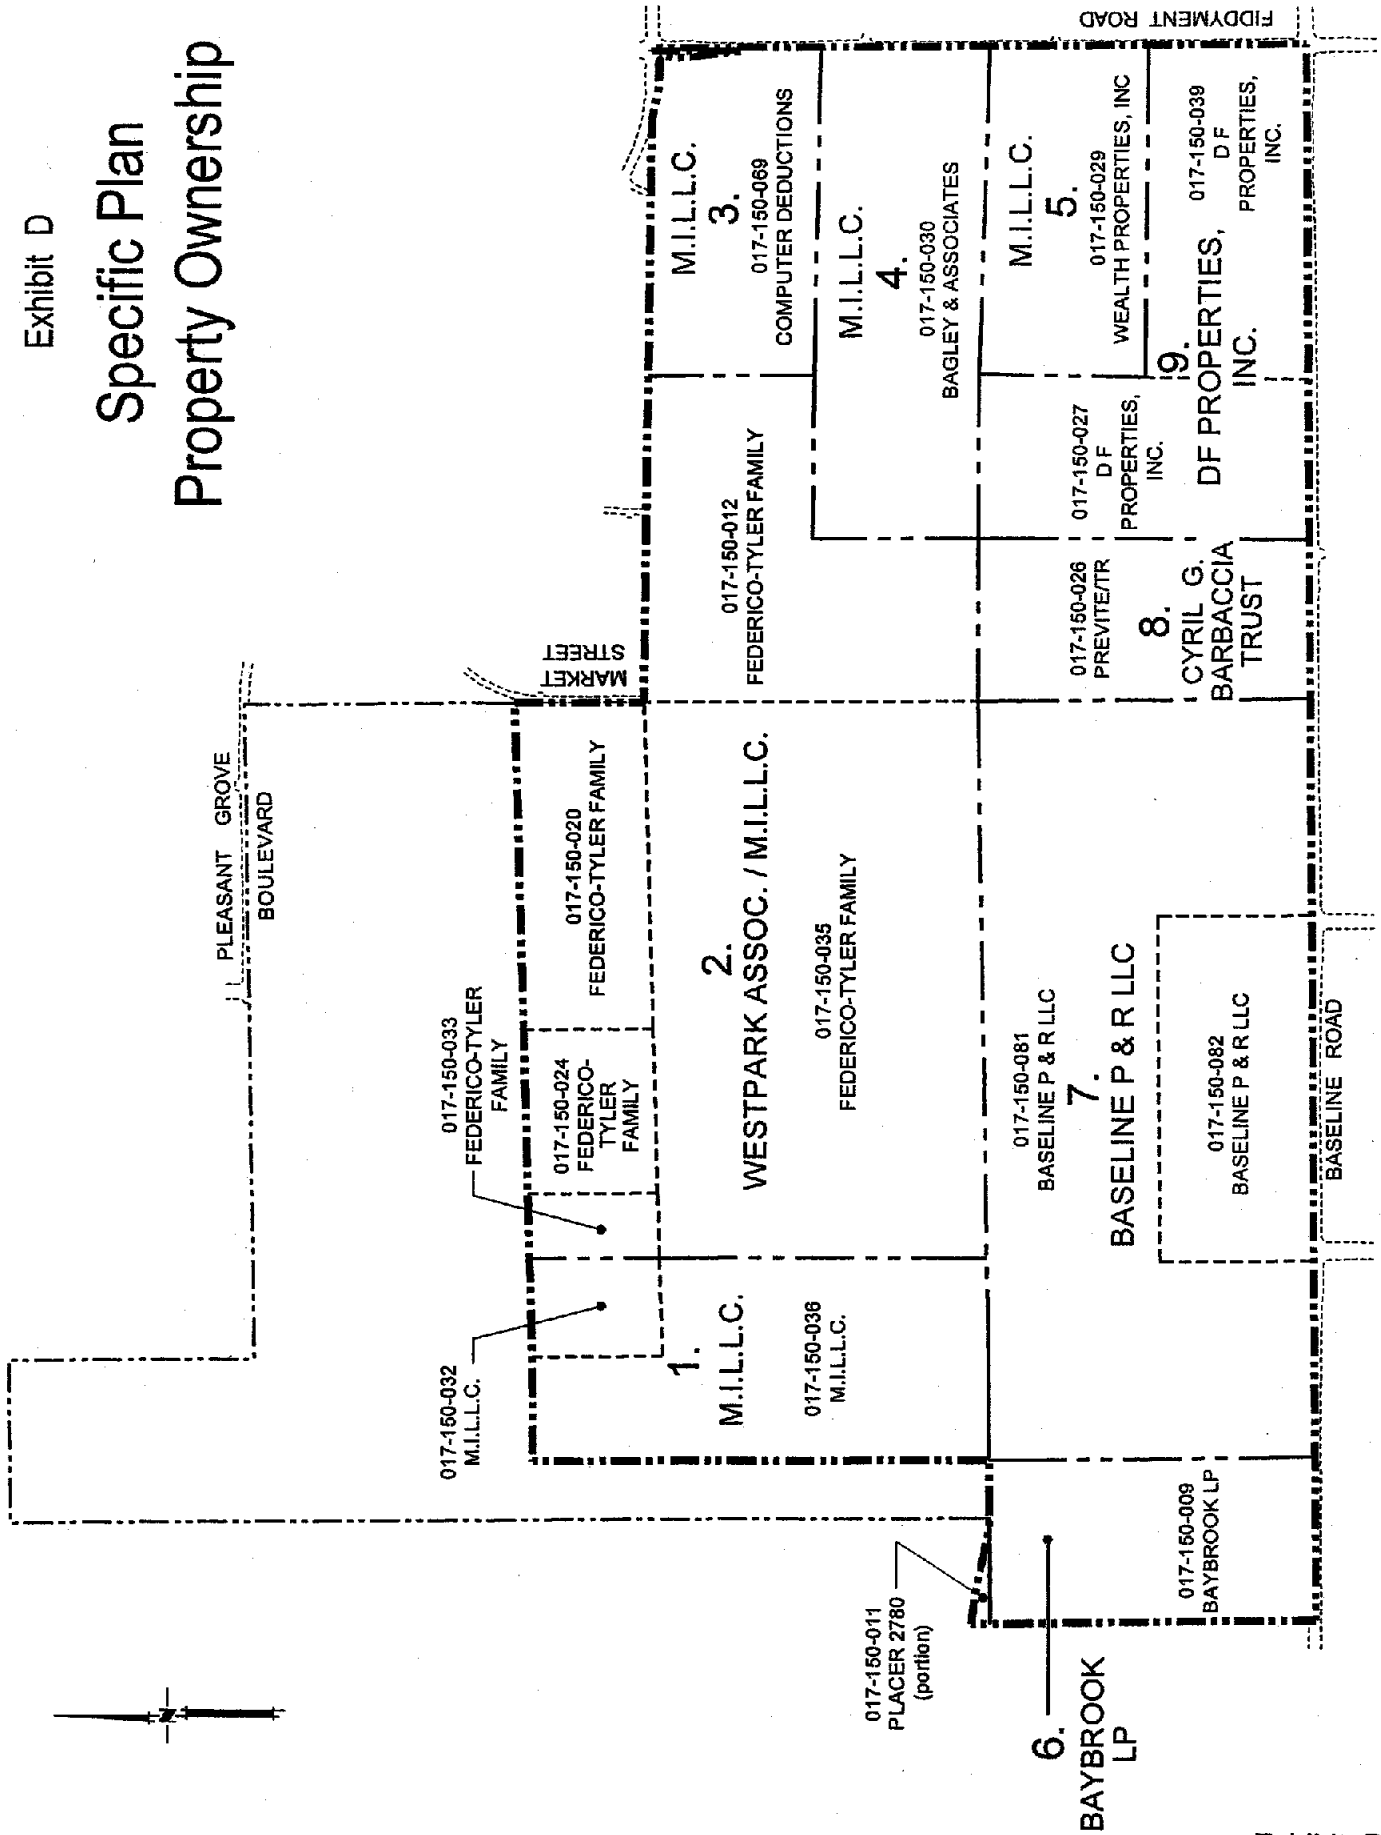 Exhibit D
Specific Plan
Property Ownership
PLEASANT GROVE
BOULEVARD
MARKET
STREET
FIDDYMENT ROAD
BASELINE ROAD
N
017-150-032
M.I.L.L.C.
017-150-033
FEDERICO-TYLER
FAMILY
017-150-024
FEDERICO-
TYLER
FAMILY
017-150-020
FEDERICO-TYLER FAMILY
1.
M.I.L.L.C.
017-150-036
M.I.L.L.C.
2.
WESTPARK ASSOC. / M.I.L.L.C.
017-150-035
FEDERICO-TYLER FAMILY
017-150-012
FEDERICO-TYLER FAMILY
M.I.L.L.C.
3.
017-150-069
COMPUTER DEDUCTIONS
M.I.L.L.C.
4.
017-150-030
BAGLEY & ASSOCIATES
M.I.L.L.C.
5.
017-150-029
WEALTH PROPERTIES, INC
017-150-011
PLACER 2780
(portion)
6.
BAYBROOK
LP
017-150-009
BAYBROOK LP
017-150-081
BASELINE P & R LLC
7.
BASELINE P & R LLC
017-150-082
BASELINE P & R LLC
017-150-026
PREVITE/TR
8.
CYRIL G.
BARBACCIA
TRUST
017-150-027
D F
PROPERTIES,
INC.
9.
DF PROPERTIES,
INC.
017-150-039
D F
PROPERTIES,
INC.